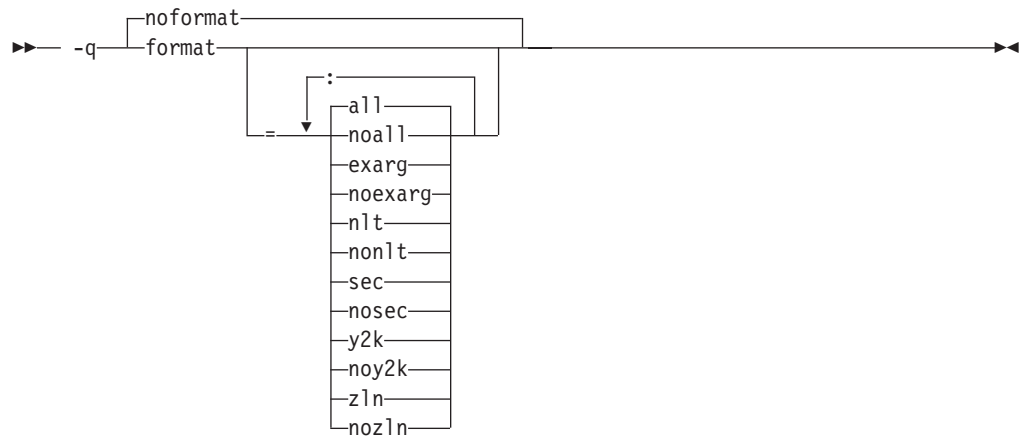 noformat
-q format
:
all
= noall
exarg
noexarg
nlt
nonlt
sec
nosec
y2k
noy2k
zln
nozln